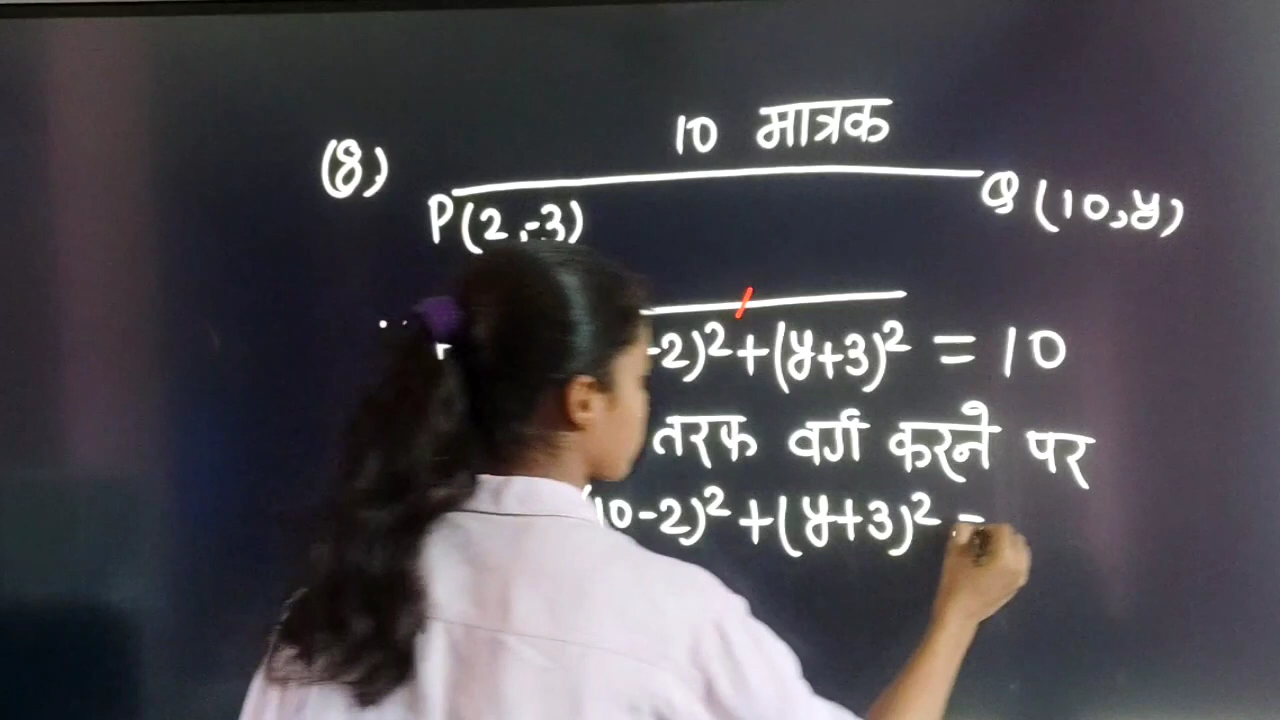 10 मात्रक
(8)
P(2,-3) Q(10,y)
-2)²+(y+3)² = 10
तरफ वर्ग करने पर
(10-2)²+(y+3)² =